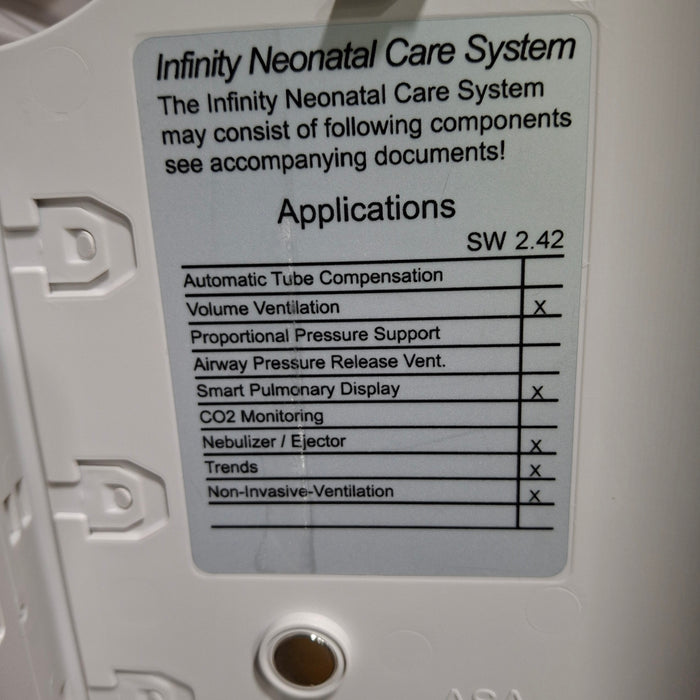 Infinity Neonatal Care System
The Infinity Neonatal Care System
may consist of following components
see accompanying documents!
Applications
SW 2.42
Automatic Tube Compensation
Volume Ventilation X
Proportional Pressure Support
Airway Pressure Release Vent.
Smart Pulmonary Display X
CO2 Monitoring
Nebulizer / Ejector X
Trends X
Non-Invasive-Ventilation X